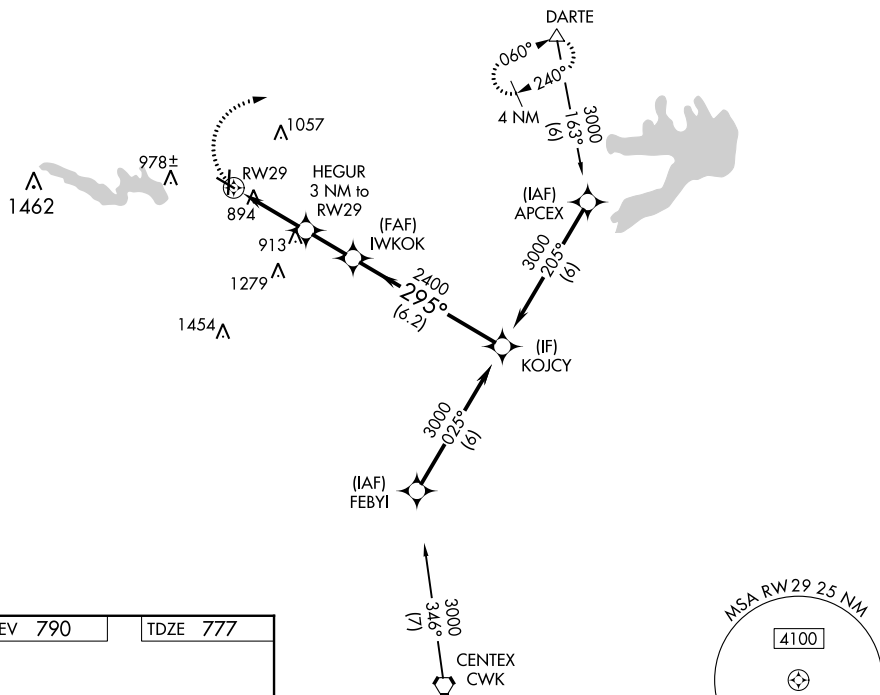 DARTE
060°
240°
4 NM
3000
163°
(6)
1057
978±
RW29
1462
894
HEGUR
3 NM to
RW29
(IAF)
APCEX
913
(FAF)
IWKOK
3000
205°
(6)
1279
2400
295°
(6.2)
1454
(IF)
KOJCY
3000
025°
(6)
(IAF)
FEBYI
3000
346°
(7)
EV 790
TDZE 777
MSA RW 29 25 NM
4100
CENTEX
CWK